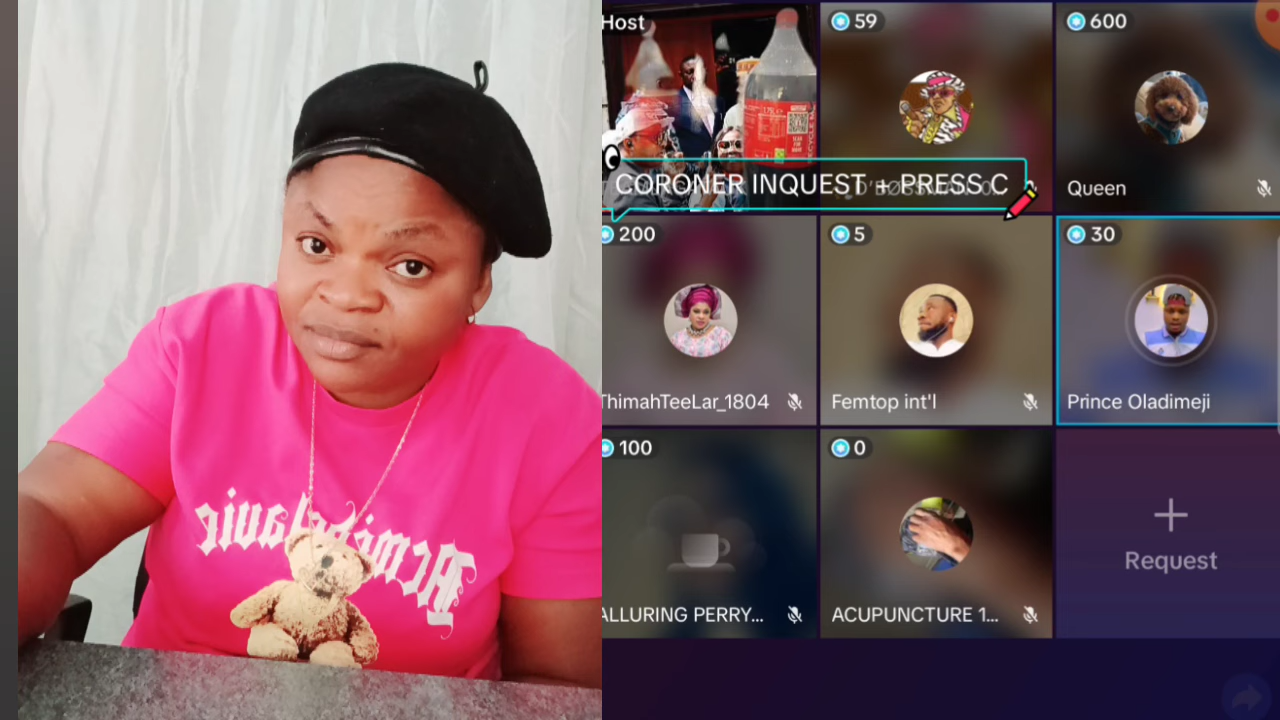 Host
59
600
CORONER INQUEST + PRESS C
Queen
200
5
30
ThimahTeeLar_1804
Femtop int'l
Prince Oladimeji
100
0
ALLURING PERRY...
ACUPUNCTURE 1...
Request